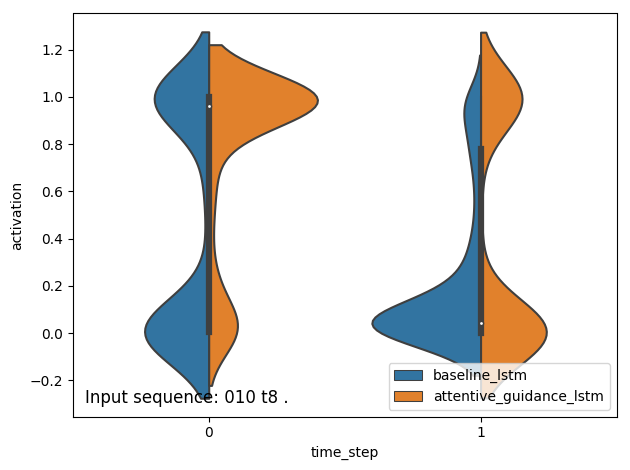 1.2
1.0
0.8
0.6
0.4
0.2
0.0
−0.2
activation
Input sequence: 010 t8 .
baseline_lstm
attentive_guidance_lstm
0
1
time_step